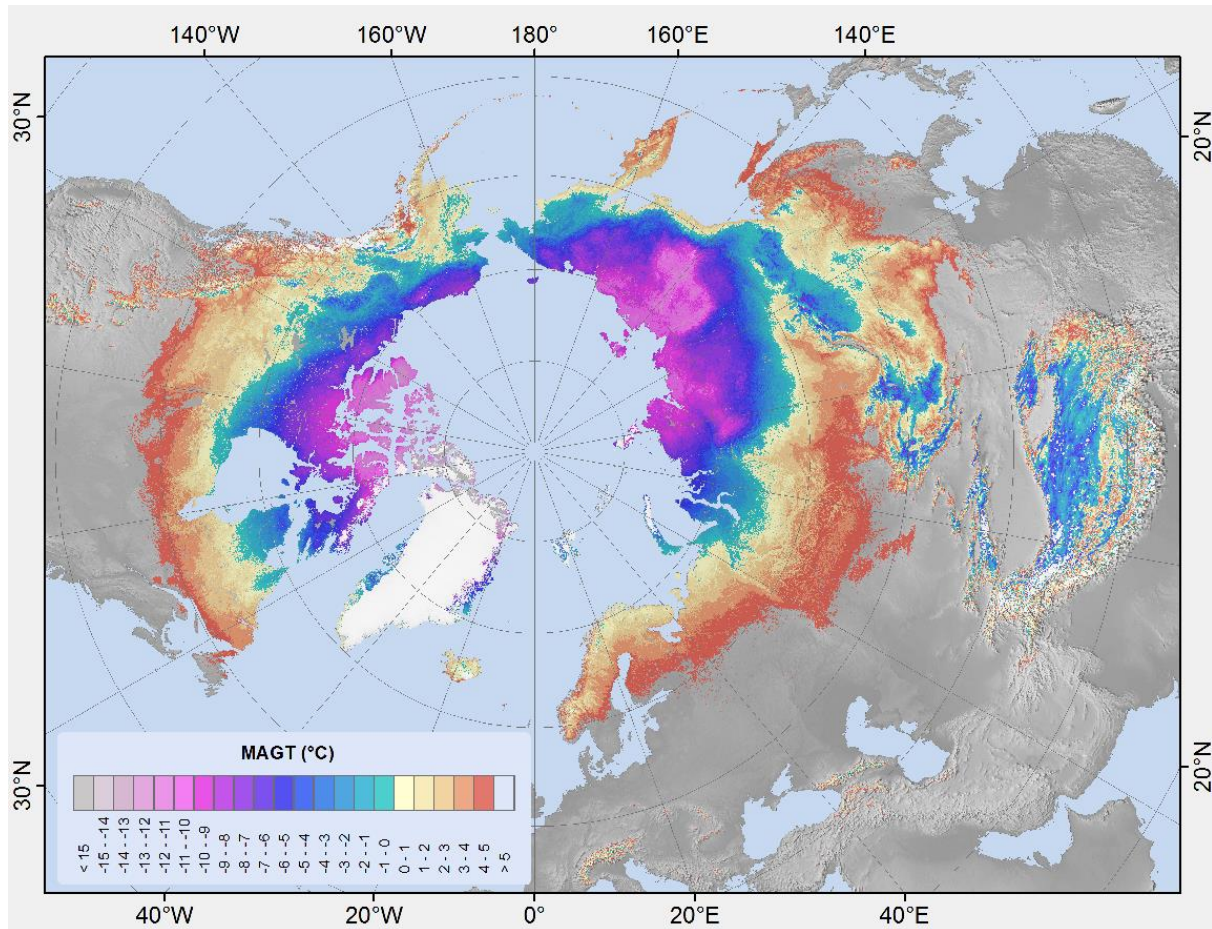 140°W 160°W 180° 160°E 140°E
30°N
20°N
MAGT (°C)
< 15
-15 - -14
-14 - -13
-13 - -12
-12 - -11
-11 - -10
-10 - -9
-9 - -8
-8 - -7
-7 - -6
-6 - -5
-5 - -4
-4 - -3
-3 - -2
-2 - -1
-1 - 0
0 - 1
1 - 2
2 - 3
3 - 4
4 - 5
> 5
30°N
20°N
40°W 20°W 0° 20°E 40°E